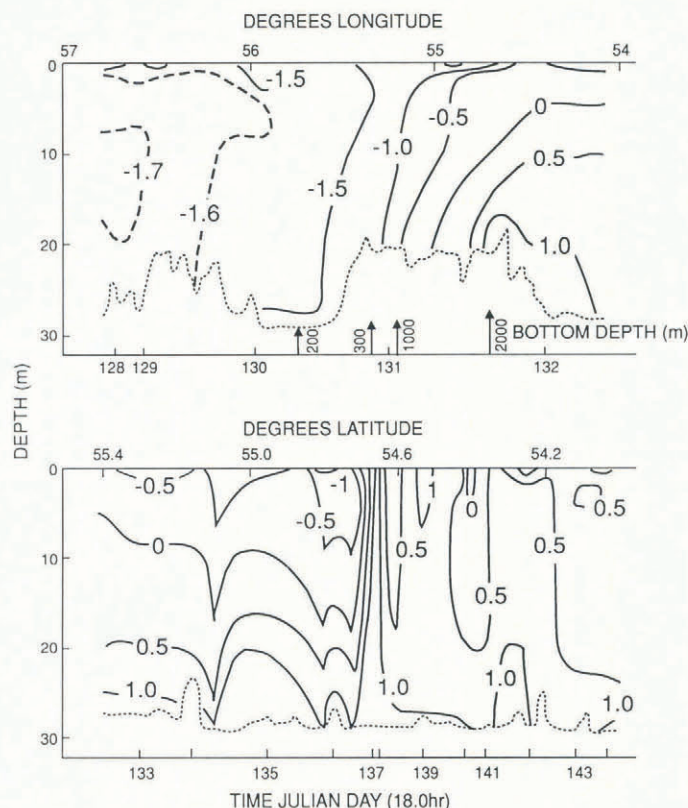 DEGREES LONGITUDE
57 56 55 54
0
-1.5
-0.5
0
-1.0
10
0.5
-1.7
-1.5
-1.6
20
1.0
30
200 300 1000 2000 BOTTOM DEPTH (m)
128 129 130 131 132
DEPTH (m)
DEGREES LATITUDE
55.4 55.0 54.6 54.2
0
-0.5 -1 1 0 0.5
-0.5
0 0.5 0.5
10
0.5
0.5
20
1.0 1.0 1.0 1.0
30
133 135 137 139 141 143
TIME JULIAN DAY (18.0hr)